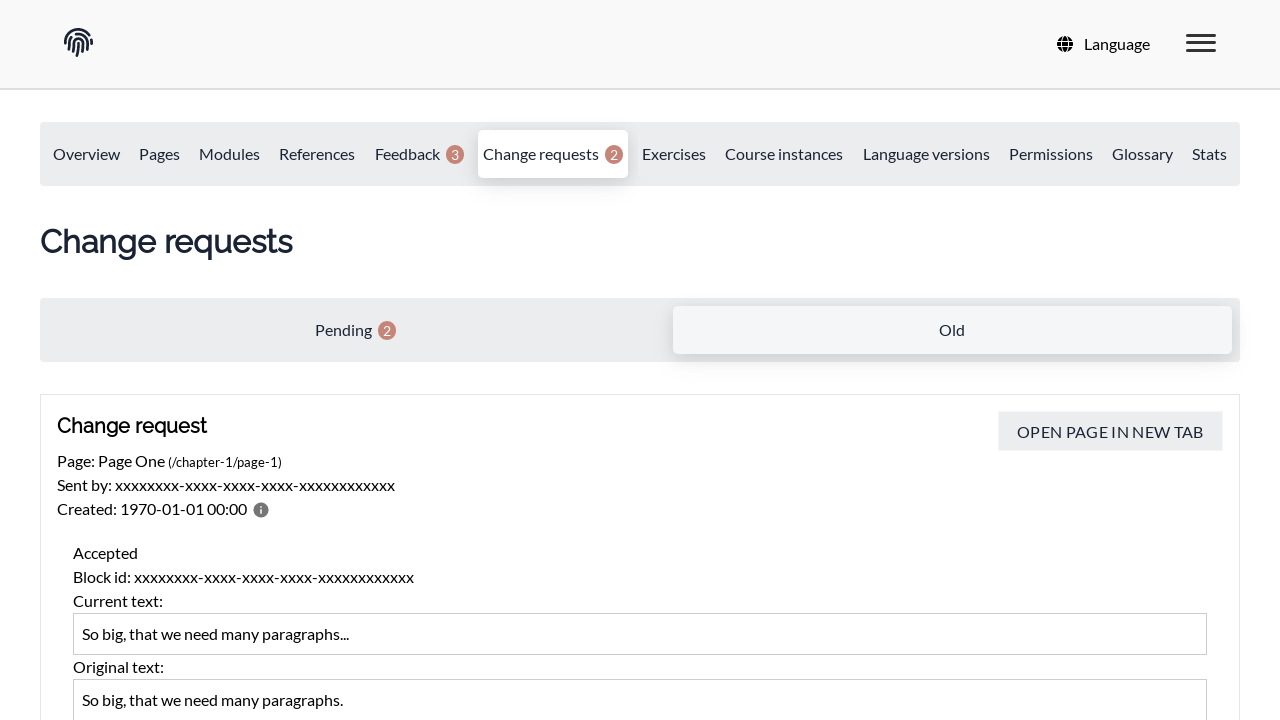 Language
Overview Pages Modules References Feedback 3 Change requests 2 Exercises Course instances Language versions Permissions Glossary Stats
Change requests
Pending 2 Old
Change request
OPEN PAGE IN NEW TAB
Page: Page One (/chapter-1/page-1)
Sent by: xxxxxxxx-xxxx-xxxx-xxxx-xxxxxxxxxxxx
Created: 1970-01-01 00:00
Accepted
Block id: xxxxxxxx-xxxx-xxxx-xxxx-xxxxxxxxxxxx
Current text:
So big, that we need many paragraphs...
Original text:
So big, that we need many paragraphs.